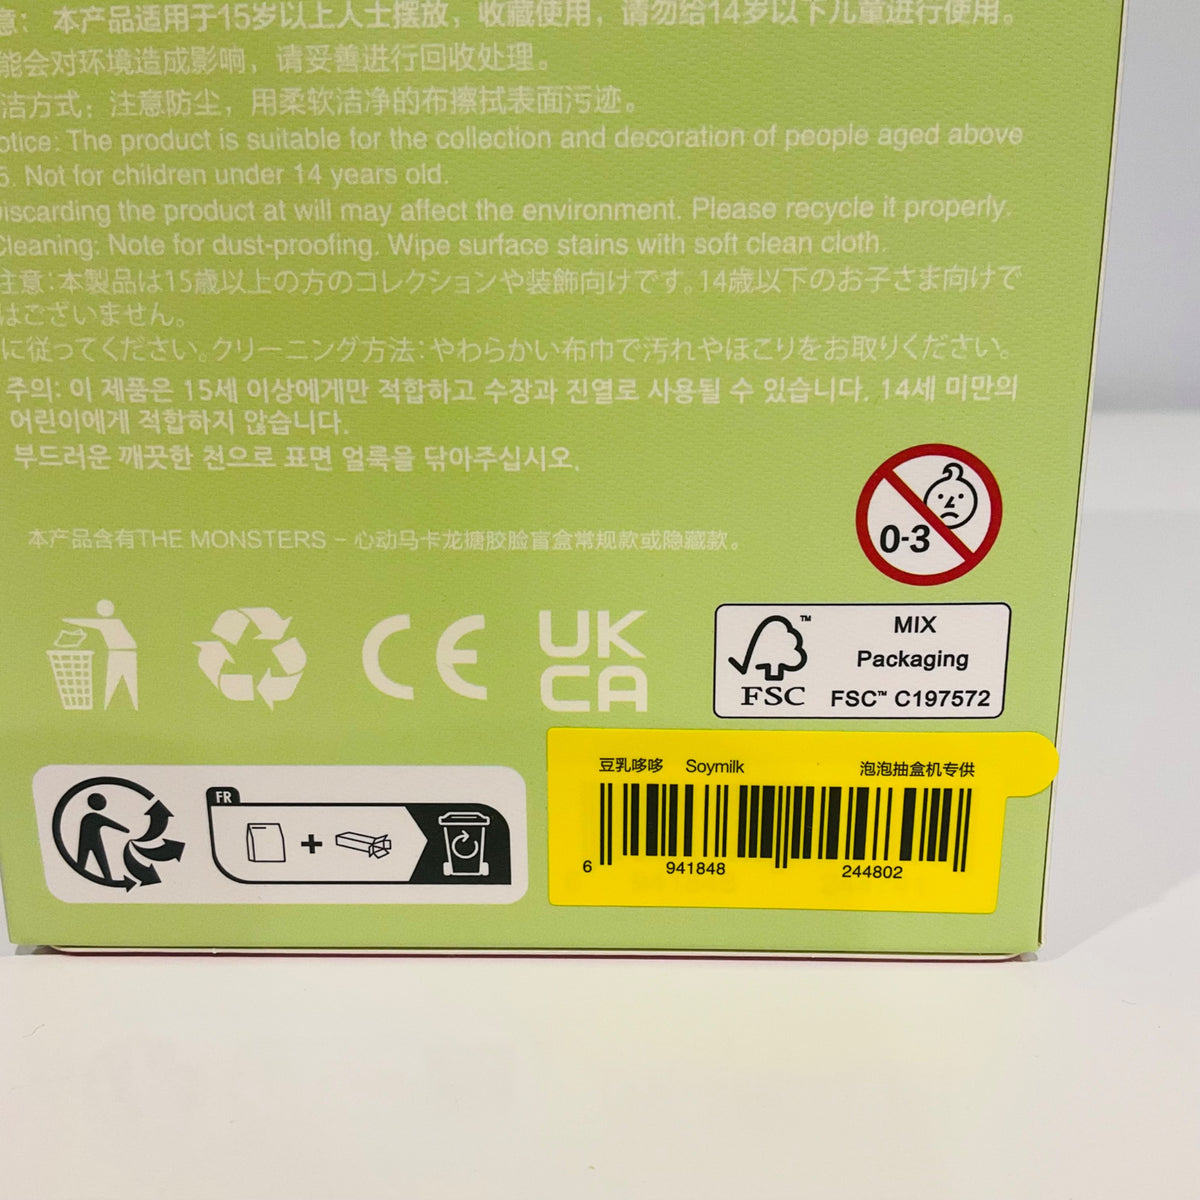 意：本产品适用于15岁以上人士摆放，收藏使用，请勿给14岁以下儿童进行使用。
能会对环境造成影响，请妥善进行回收处理。
洁方式：注意防尘，用柔软洁净的布擦拭表面污迹。
otice: The product is suitable for the collection and decoration of people aged above
5. Not for children under 14 years old.
iscarding the product at will may affect the environment. Please recycle it properly.
Cleaning: Note for dust-proofing. Wipe surface stains with soft clean cloth.
注意：本製品は15歳以上の方のコレクションや装飾向けです。14歳以下のお子さま向けで
はございません。
に従ってください。クリーニング方法：やわらかい布巾で汚れやほこりをお取りください。
주의: 이 제품은 15세 이상에게만 적합하고 수장과 진열로 사용될 수 있습니다. 14세 미만의
어린이에게 적합하지 않습니다.
부드러운 깨끗한 천으로 표면 얼룩을 닦아주십시오.
0-3
本产品含有THE MONSTERS - 心动马卡龙搪胶脸盲盒常规款或隐藏款。
CE
UK
CA
FSC™
MIX
Packaging
FSC™ C197572
FR
+
豆乳哆哆 Soymilk 泡泡抽盒机专供
6 941848 244802